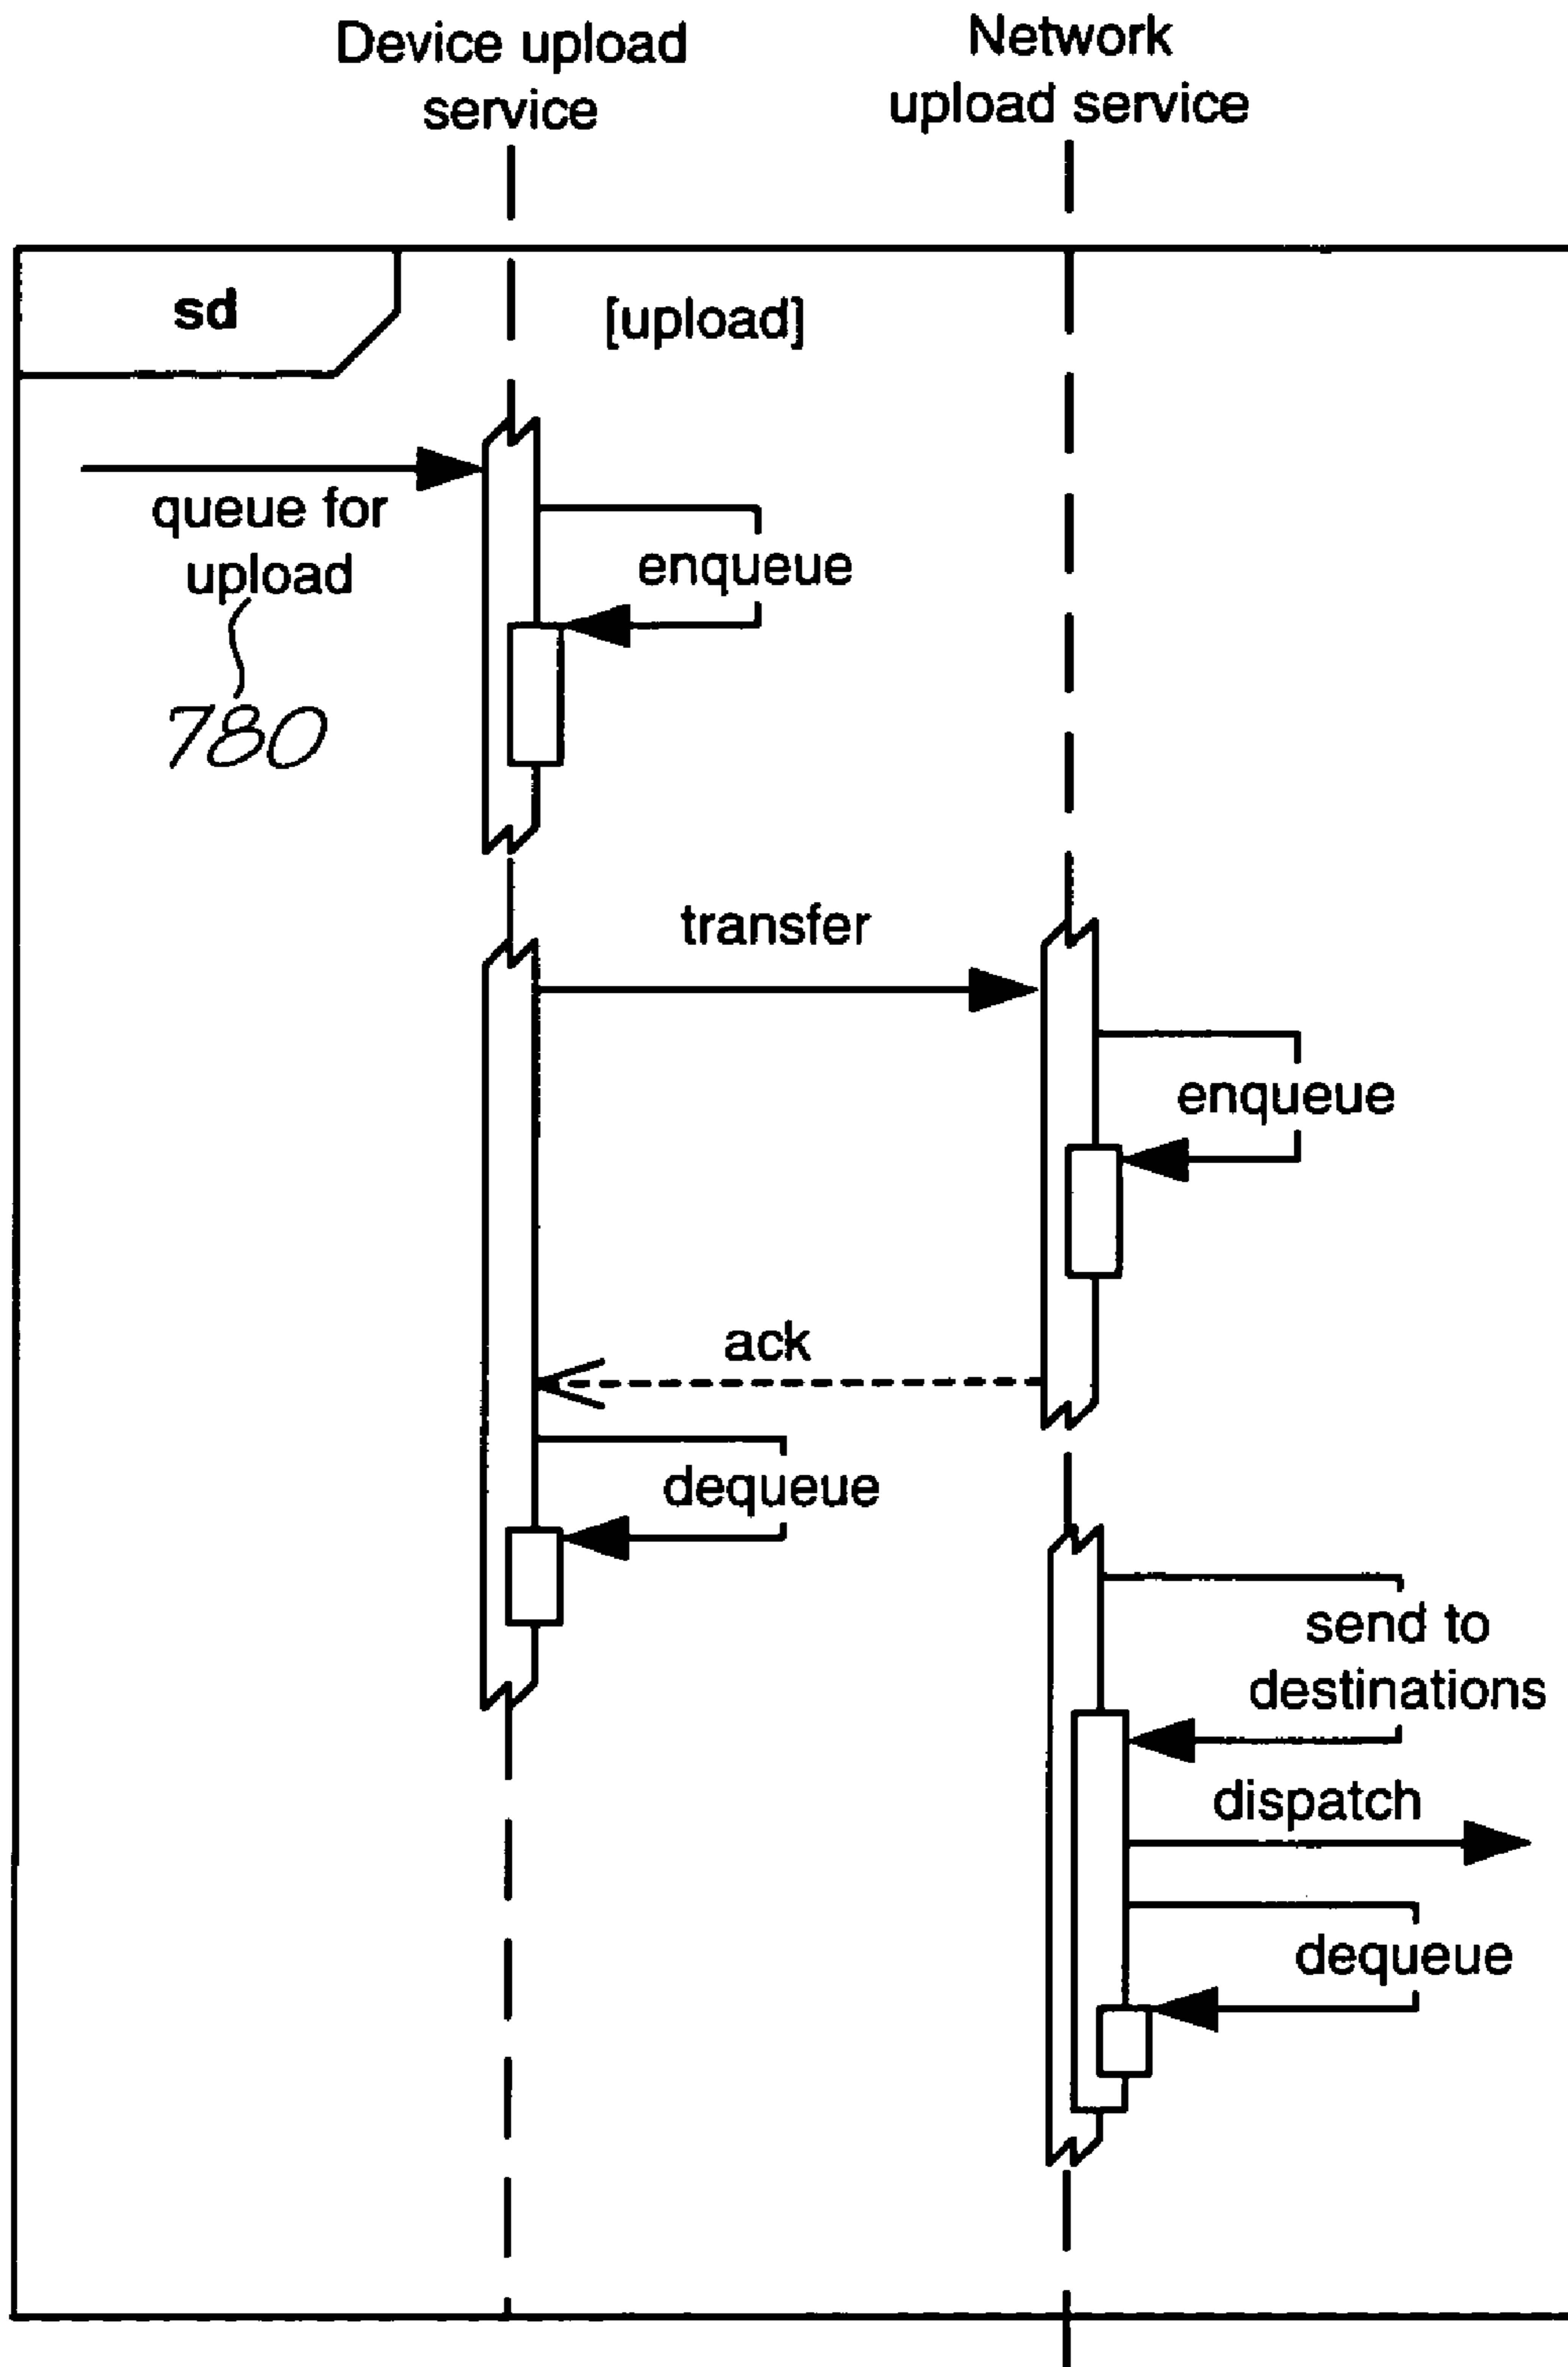 Device upload
service
Network
upload service
sd
[upload]
queue for
upload
780
enqueue
transfer
enqueue
ack
dequeue
send to
destinations
dispatch
dequeue